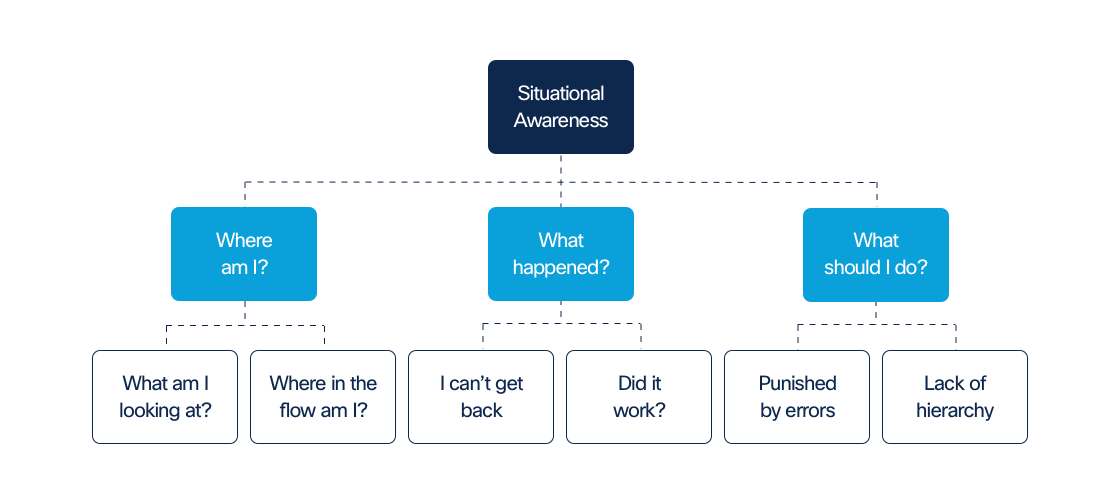 Situational
Awareness
Where
am I?
What
happened?
What
should I do?
What am I
looking at?
Where in the
flow am I?
I can’t get
back
Did it
work?
Punished
by errors
Lack of
hierarchy